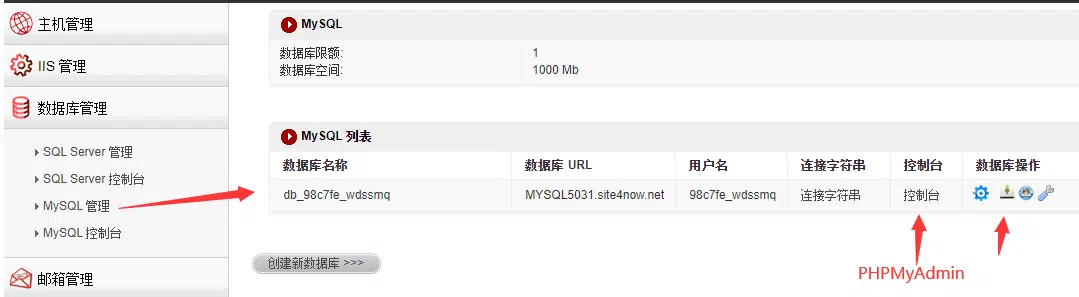 主机管理
IIS 管理
数据库管理
SQL Server 管理
SQL Server 控制台
MySQL 管理
MySQL 控制台
邮箱管理
MySQL
数据库限额: 1
数据库空间: 1000 Mb
MySQL 列表
数据库名称 数据库 URL 用户名 连接字符串 控制台 数据库操作
db_98c7fe_wdssmq MYSQL5031.site4now.net 98c7fe_wdssmq 连接字符串 控制台
创建新数据库 >>>
PHPMyAdmin